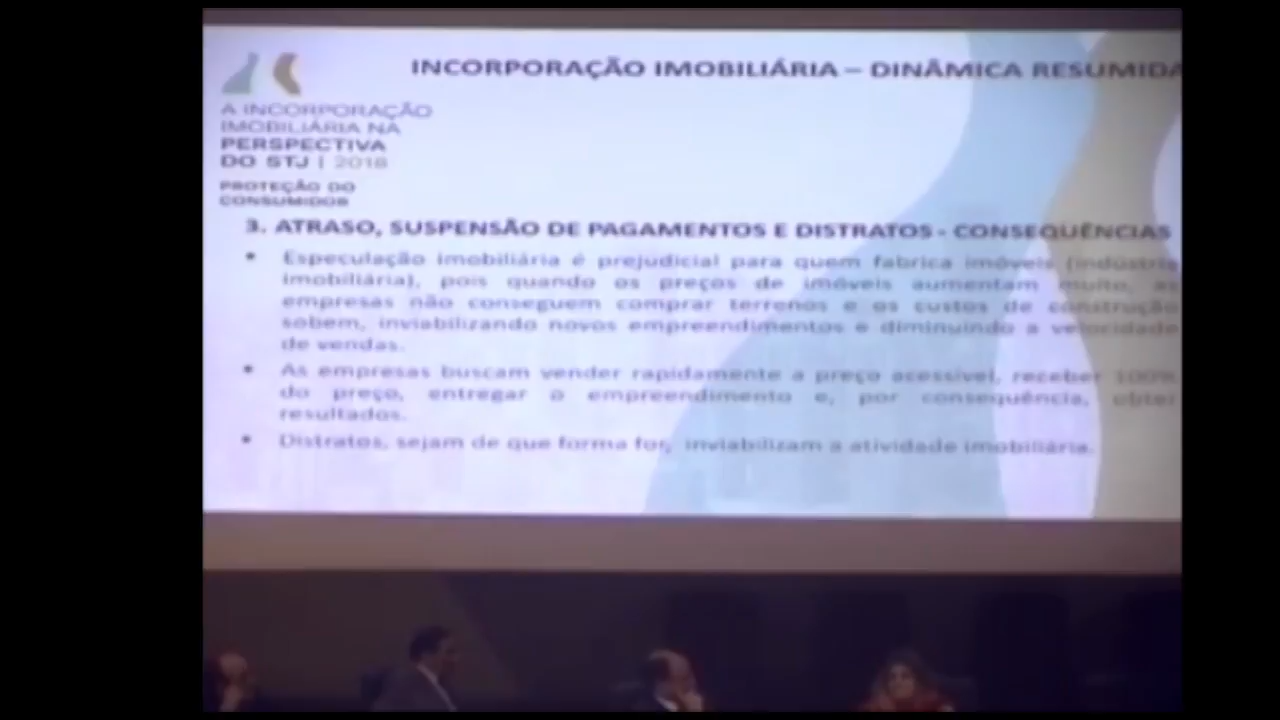 INCORPORAÇÃO IMOBILIÁRIA – DINÂMICA RESUMIDA
A INCORPORAÇÃO
IMOBILIÁRIA NA
PERSPECTIVA
DO STJ | 2018
PROTEÇÃO DO
CONSUMIDOR
3. ATRASO, SUSPENSÃO DE PAGAMENTOS E DISTRATOS - CONSEQUÊNCIAS
• Especulação imobiliária é prejudicial para quem fabrica imóveis (indústria
imobiliária), pois quando os preços de imóveis aumentam muito, as
empresas não conseguem comprar terrenos e os custos de construção
sobem, inviabilizando novos empreendimentos e diminuindo a velocidade
de vendas.
• As empresas buscam vender rapidamente a preço acessível, receber 100%
do preço, entregar o empreendimento e, por consequência, obter
resultados.
• Distratos, sejam de que forma for, inviabilizam a atividade imobiliária.